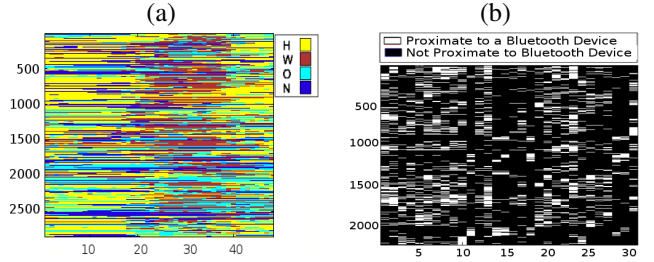 (a)
(b)
H
W
O
N
500
1000
1500
2000
2500
10 20 30 40
Proximate to a Bluetooth Device
Not Proximate to Bluetooth Device
500
1000
1500
2000
5 10 15 20 25 30